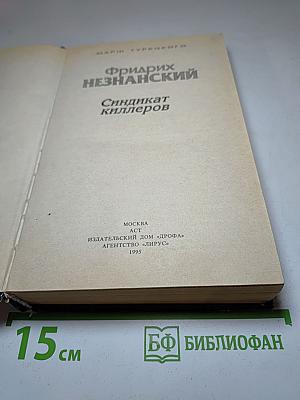 МАРШ ТУРЕЦКОГО
Фридрих
НЕЗНАНСКИЙ
Синдикат
киллеров
МОСКВА
АСТ
ИЗДАТЕЛЬСКИЙ ДОМ «ДРОФА»
АГЕНТСТВО «ЛИРУС»
1995
15 см
БФ БИБЛИОФАН